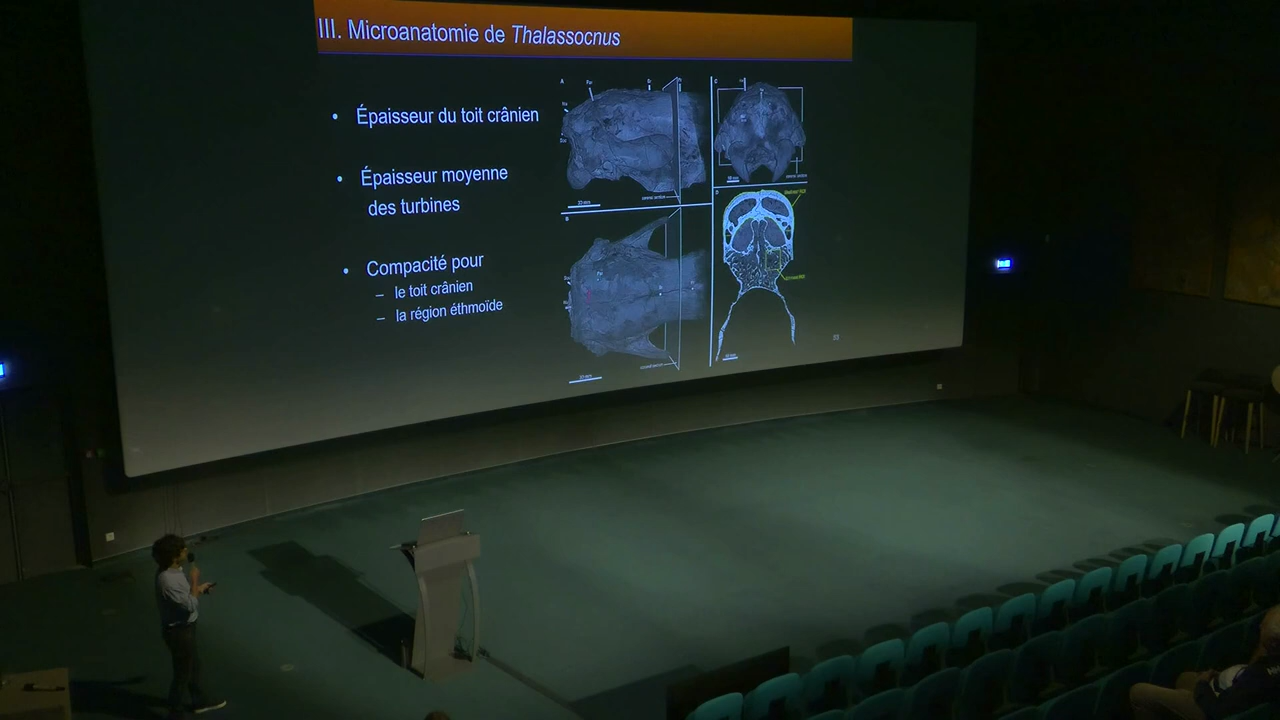 III. Microanatomie de Thalassocnus
• Épaisseur du toit crânien
• Épaisseur moyenne
des turbines
• Compacité pour
– le toit crânien
– la région éthmoïde
A
C
B
D